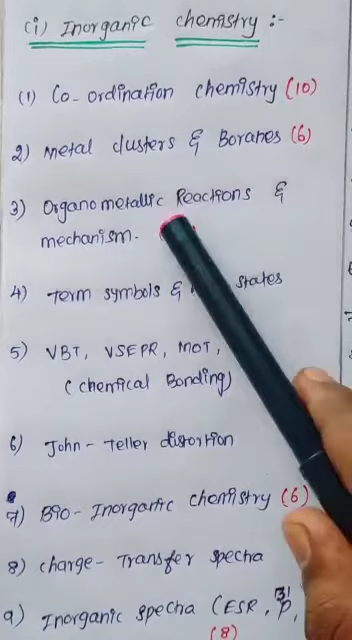 (i) Inorganic chemistry :-
(1) Co-ordination chemistry (10)
2) Metal clusters & Boranes (6)
3) Organometallic Reactions &
mechanism.
4) Term symbols & states
5) VBT, VSEPR, MOT,
(chemical Bonding)
6) John-Teller distortion
7) Bio-Inorganic chemistry (6)
8) Charge-Transfer spectra
9) Inorganic spectra (ESR, 31P,
(8)